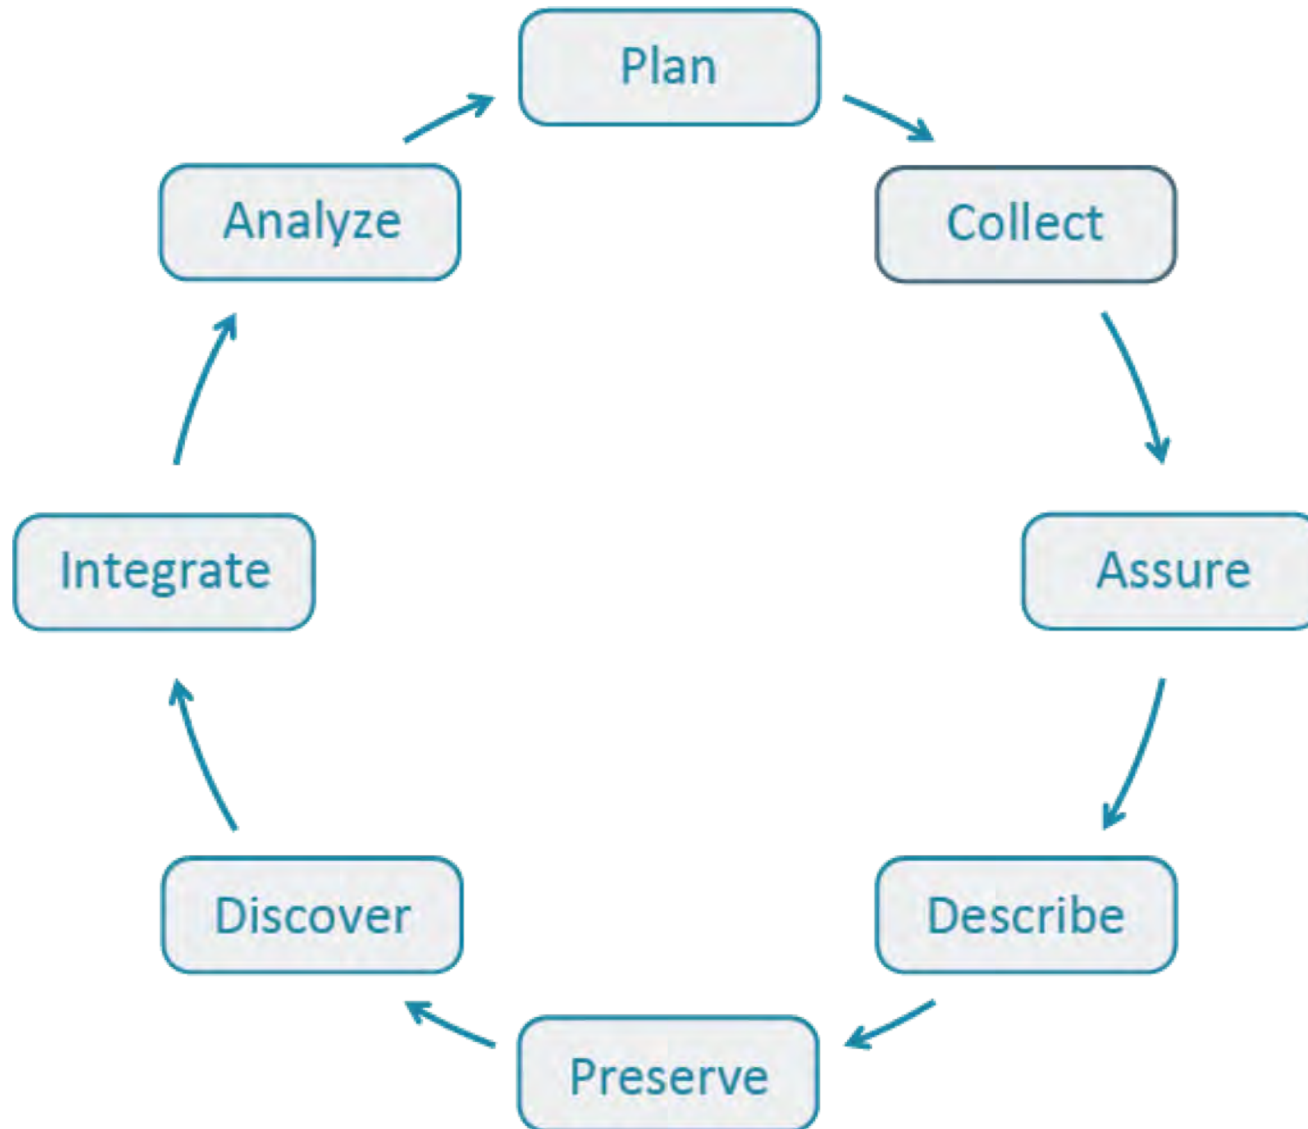 Plan
Collect
Assure
Describe
Preserve
Discover
Integrate
Analyze